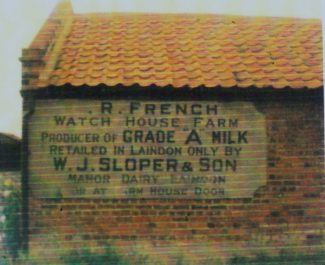 R. FRENCH
WATCH HOUSE FARM
PRODUCER OF GRADE "A" MILK
RETAILED IN LAINDON ONLY BY
W. J. SLOPER & SON
MANOR DAIRY LAINDON
OR AT FARM HOUSE DOOR